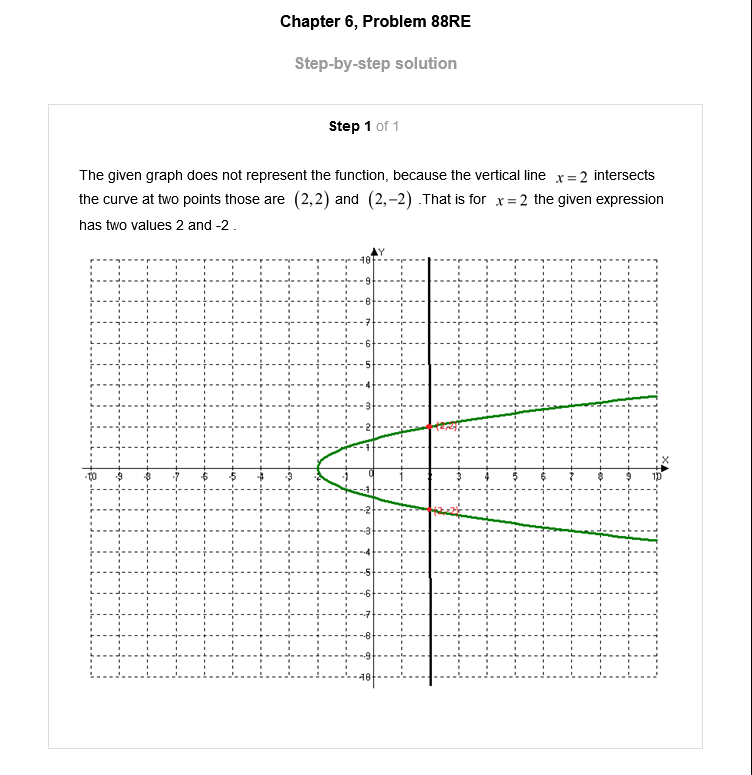 Chapter 6, Problem 88RE
Step-by-step solution
Step 1 of 1
The given graph does not represent the function, because the vertical line x = 2 intersects
the curve at two points those are (2,2) and (2,−2) .That is for x = 2 the given expression
has two values 2 and -2 .
Y
10
9
8
7
6
5
4
3
2
(2,2)
1
X
-10 -9 -8 -7 -6 -5 -4 -3 -2 -1 0 2 3 4 5 6 7 8 9 10
-1
-2
(2,-2)
-3
-4
-5
-6
-7
-8
-9
-10